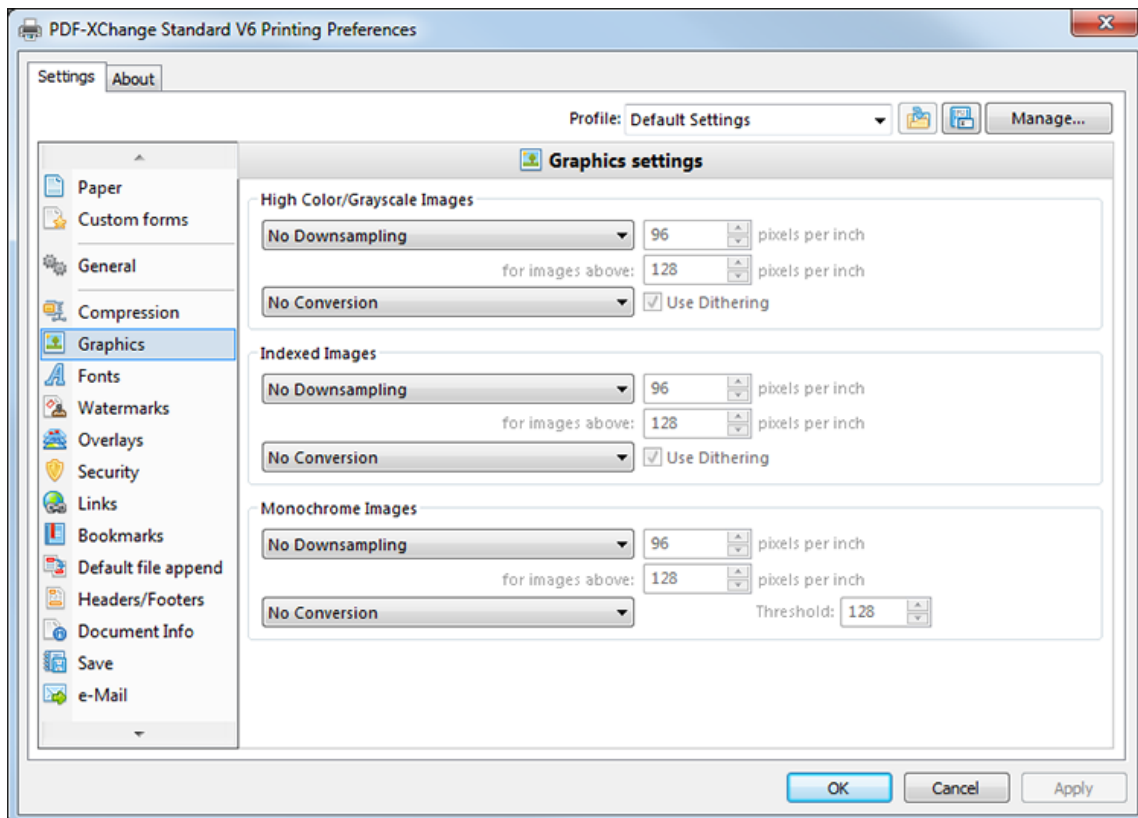 PDF-XChange Standard V6 Printing Preferences
Settings About
Profile: Default Settings Manage...
Paper
Custom forms
General
Compression
Graphics
Fonts
Watermarks
Overlays
Security
Links
Bookmarks
Default file append
Headers/Footers
Document Info
Save
e-Mail
Graphics settings
High Color/Grayscale Images
No Downsampling 96 pixels per inch
for images above: 128 pixels per inch
No Conversion Use Dithering
Indexed Images
No Downsampling 96 pixels per inch
for images above: 128 pixels per inch
No Conversion Use Dithering
Monochrome Images
No Downsampling 96 pixels per inch
for images above: 128 pixels per inch
No Conversion Threshold: 128
OK Cancel Apply